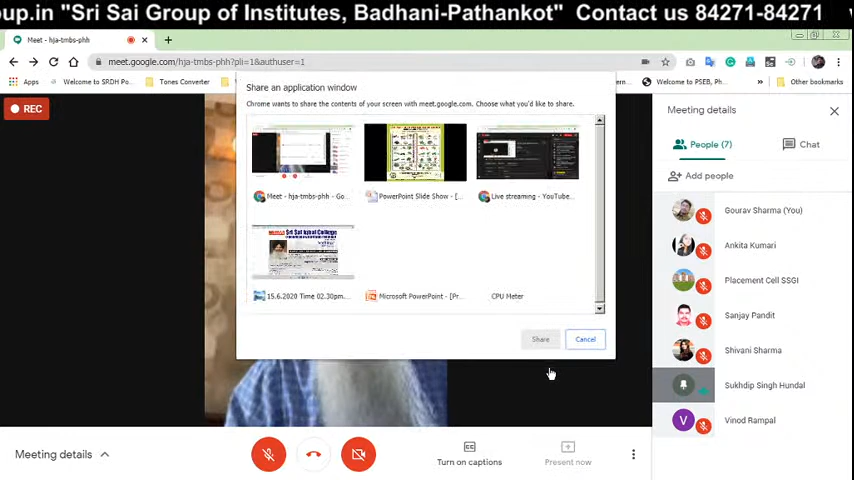 oup.in "Sri Sai Group of Institutes, Badhani-Pathankot" Contact us 84271-84271
Meet - hja-tmbs-phh
meet.google.com/hja-tmbs-phh?pli=1&authuser=1
Apps
Welcome to SRDH Po...
Tones Converter
Welcome to PSEB, P...
Other bookmarks
REC
Share an application window
Chrome wants to share the contents of your screen with meet.google.com. Choose what you'd like to share.
Meet - hja-tmbs-phh - Go...
PowerPoint Slide Show - [...
Live streaming - YouTube...
Sri Sai Iqbal College
15.6.2020 Time 02.30pm...
Microsoft PowerPoint - [Pr...
CPU Meter
Share
Cancel
Meeting details
People (7)
Chat
Add people
Gourav Sharma (You)
Ankita Kumari
Placement Cell SSGI
Sanjay Pandit
Shivani Sharma
Sukhdip Singh Hundal
V
Vinod Rampal
Meeting details
Turn on captions
Present now